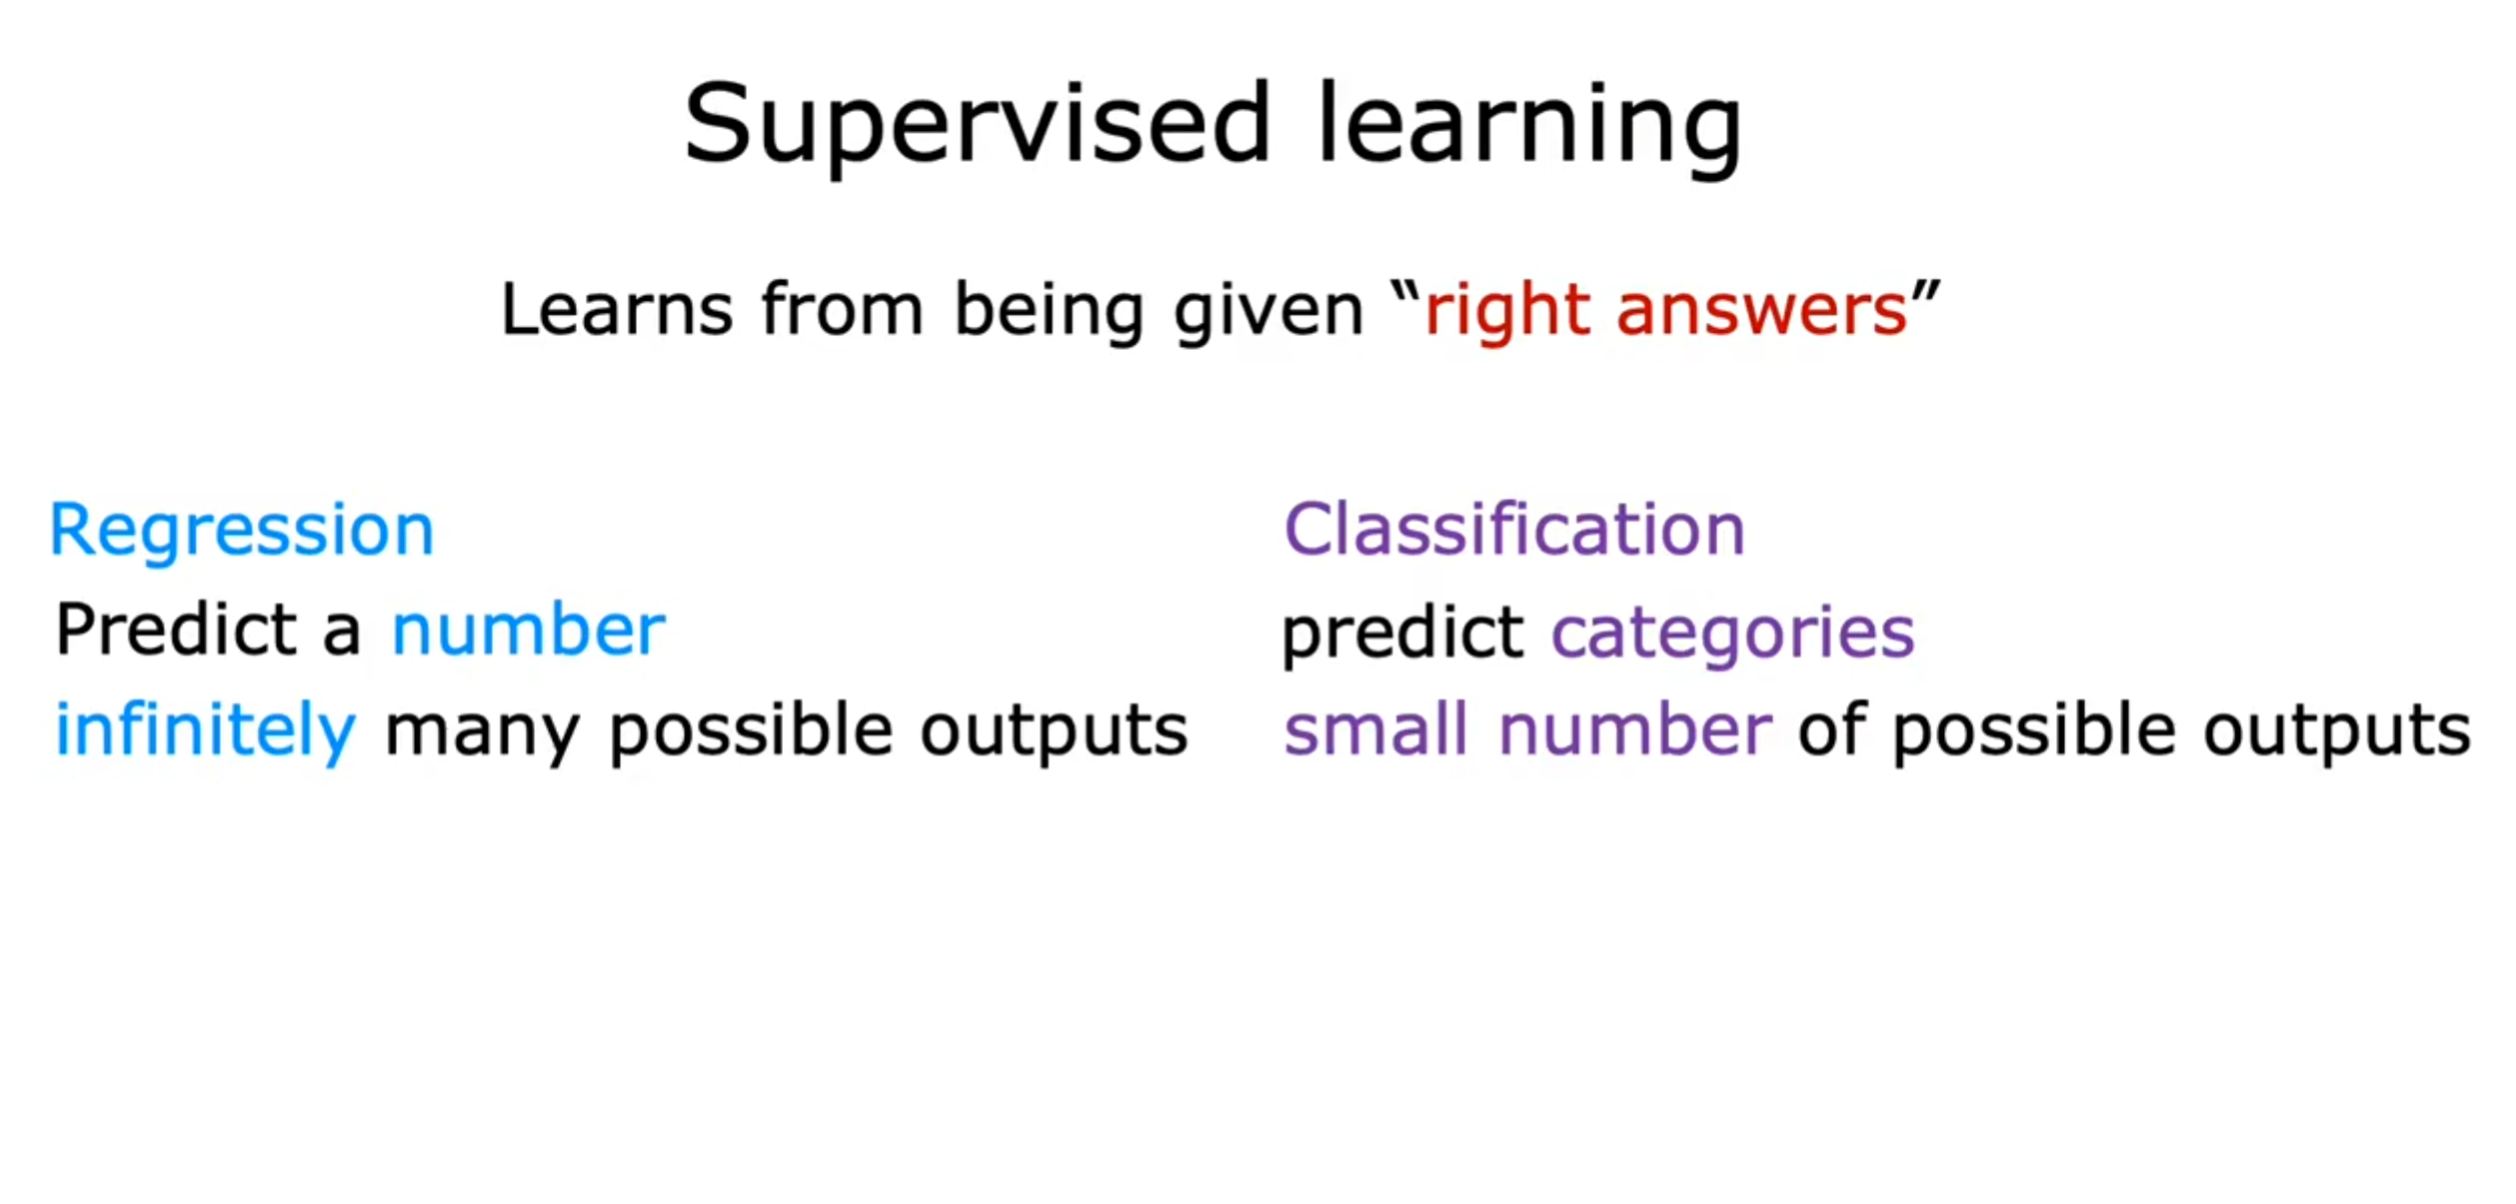 Supervised learning
Learns from being given “right answers”
Regression
Predict a number
infinitely many possible outputs
Classification
predict categories
small number of possible outputs